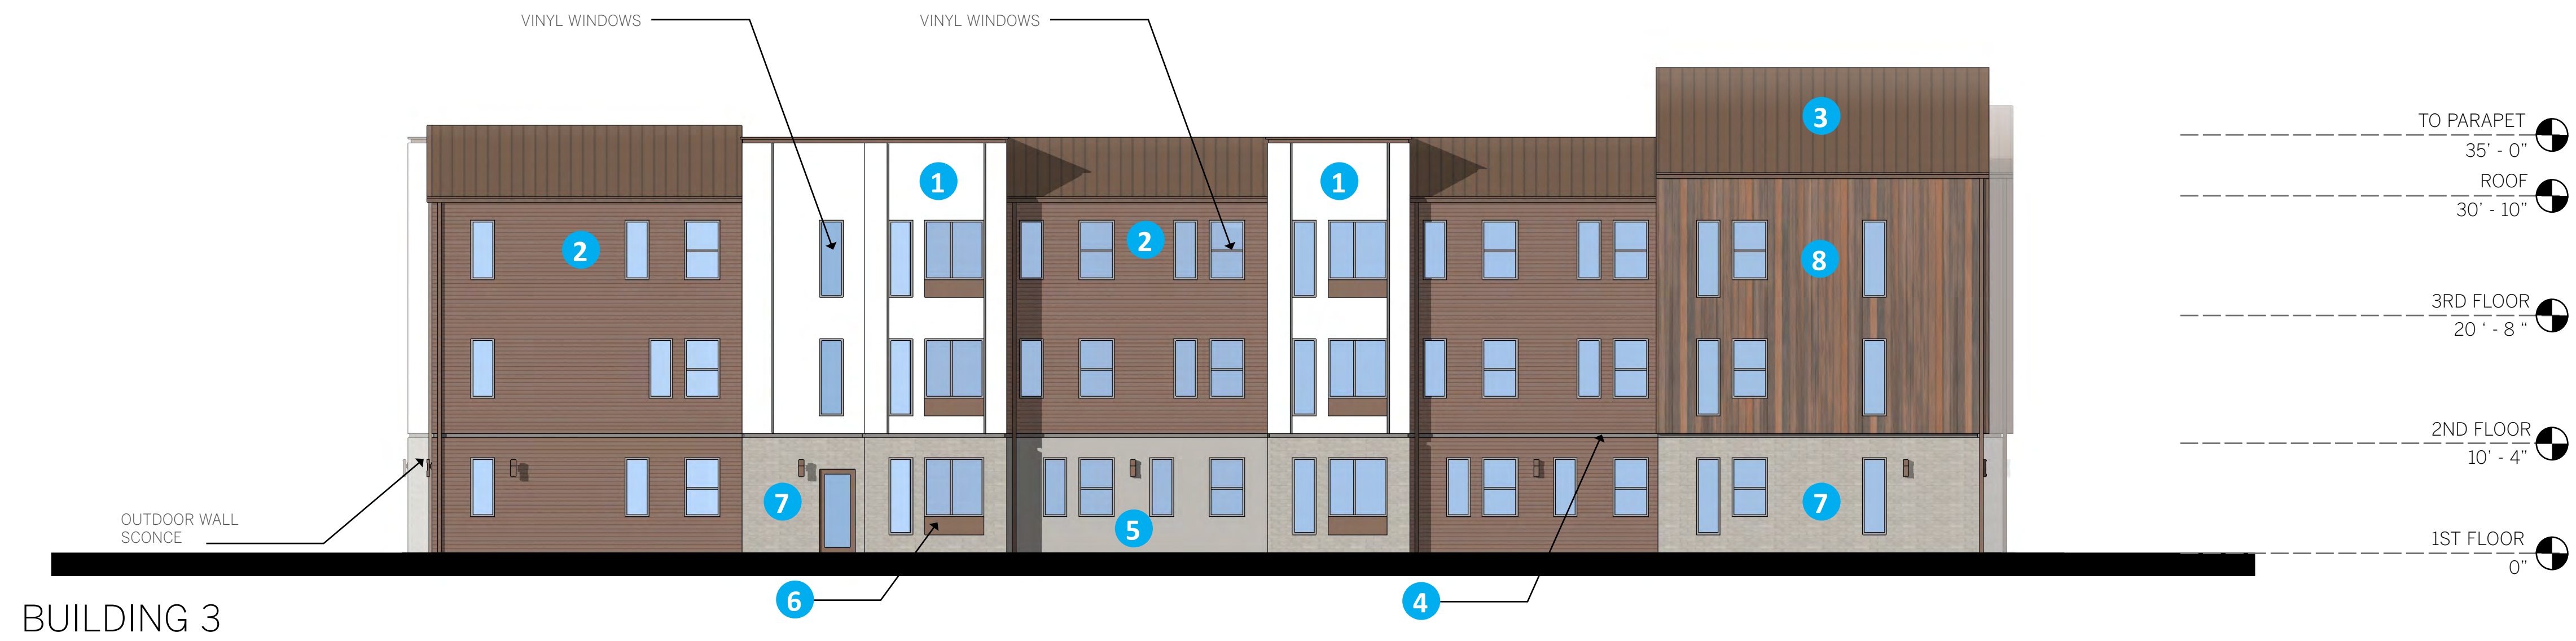 VINYL WINDOWS
VINYL WINDOWS
3
TO PARAPET
35' - 0"
1
1
ROOF
30' - 10"
2
2
8
3RD FLOOR
20 ' - 8 "
2ND FLOOR
10' - 4"
7
7
5
OUTDOOR WALL
SCONCE
1ST FLOOR
0"
6
4
BUILDING 3